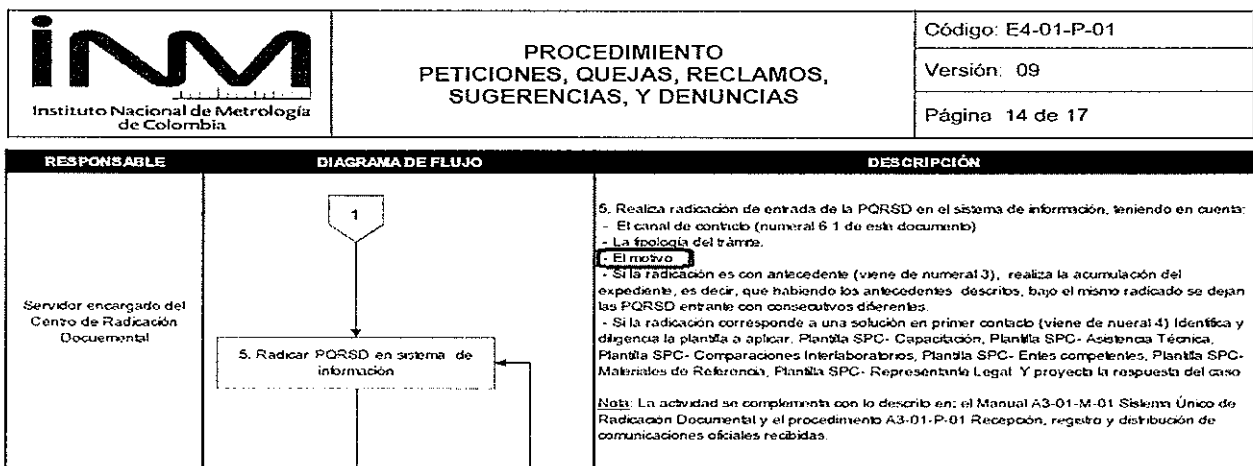 iNM
Instituto Nacional de Metrología
de Colombia
PROCEDIMIENTO
PETICIONES, QUEJAS, RECLAMOS,
SUGERENCIAS, Y DENUNCIAS
Código: E4-01-P-01
Versión: 09
Página 14 de 17
RESPONSABLE
DIAGRAMA DE FLUJO
DESCRIPCIÓN
Servidor encargado del
Centro de Radicación
Docuemental
1
5. Radicar PQRSD en sistema de
información
5. Realiza radicación de entrada de la PQRSD en el sistema de información, teniendo en cuenta:
- El canal de contacto (numeral 6.1 de este documento)
- La tipología del trámite.
- El motivo
- Si la radicación es con antecedente (viene de numeral 3), realiza la acumulación del
expediente, es decir, que habiendo los antecedentes descritos, bajo el mismo radicado se dejan
las PQRSD entrante con consecutivos diferentes.
- Si la radicación corresponde a una solución en primer contacto (viene de nueral 4) Identifica y
diligencia la plantilla a aplicar. Plantilla SPC- Capacitación, Plantilla SPC- Asistencia Técnica,
Plantilla SPC- Comparaciones Interlaboratorios, Plantilla SPC- Entes competentes, Plantilla SPC-
Materiales de Referencia, Plantilla SPC- Representante Legal. Y proyecta la respuesta del caso
Nota: La actividad se complementa con lo descrito en: el Manual A3-01-M-01 Sistema Único de
Radicación Documental y el procedimiento A3-01-P-01 Recepción, registro y distribución de
comunicaciones oficiales recibidas.